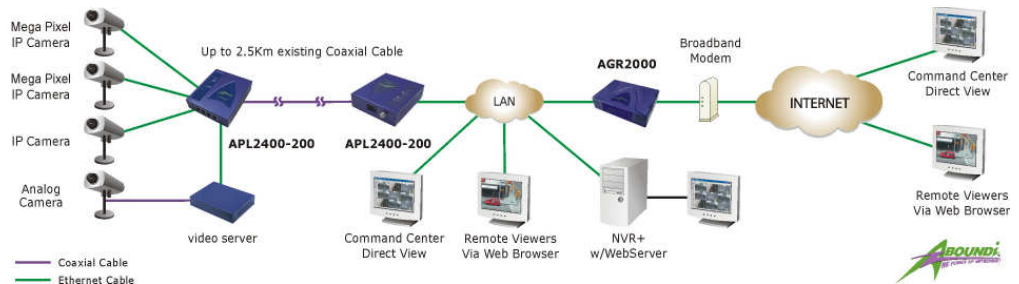 Mega Pixel
IP Camera
Mega Pixel
IP Camera
IP Camera
Analog
Camera
Up to 2.5Km existing Coaxial Cable
APL2400-200
APL2400-200
video server
LAN
AGR2000
Broadband
Modem
INTERNET
Command Center
Direct View
Remote Viewers
Via Web Browser
Command Center
Direct View
Remote Viewers
Via Web Browser
NVR+
w/WebServer
Coaxial Cable
Ethernet Cable
ABOUNDI